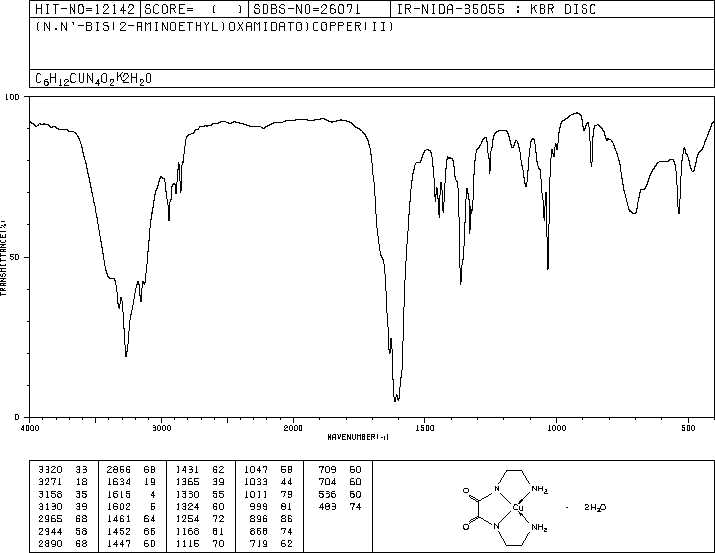 HIT-NO=12142 SCORE= ( ) SDBS-NO=26071 IR-NIDA-35055 : KBR DISC
(N,N'-BIS(2-AMINOETHYL)OXAMIDATO)COPPER(II)
C6H12CUN4O2 2H2O
100
50
0
TRANSMITTANCE(%)
4000 3000 2000 1500 1000 500
WAVENUMBER(-1)
3320 33 2866 68 1431 62 1047 58 709 60
3271 18 1634 19 1365 39 1033 44 704 60
3158 35 1615 4 1330 55 1011 79 536 60
3130 39 1602 5 1324 60 999 81 483 74
2965 68 1461 64 1254 72 896 86
2944 58 1452 66 1168 81 868 74
2890 68 1447 60 1115 70 719 62
O N NH2
Cu · 2H2O
O N NH2